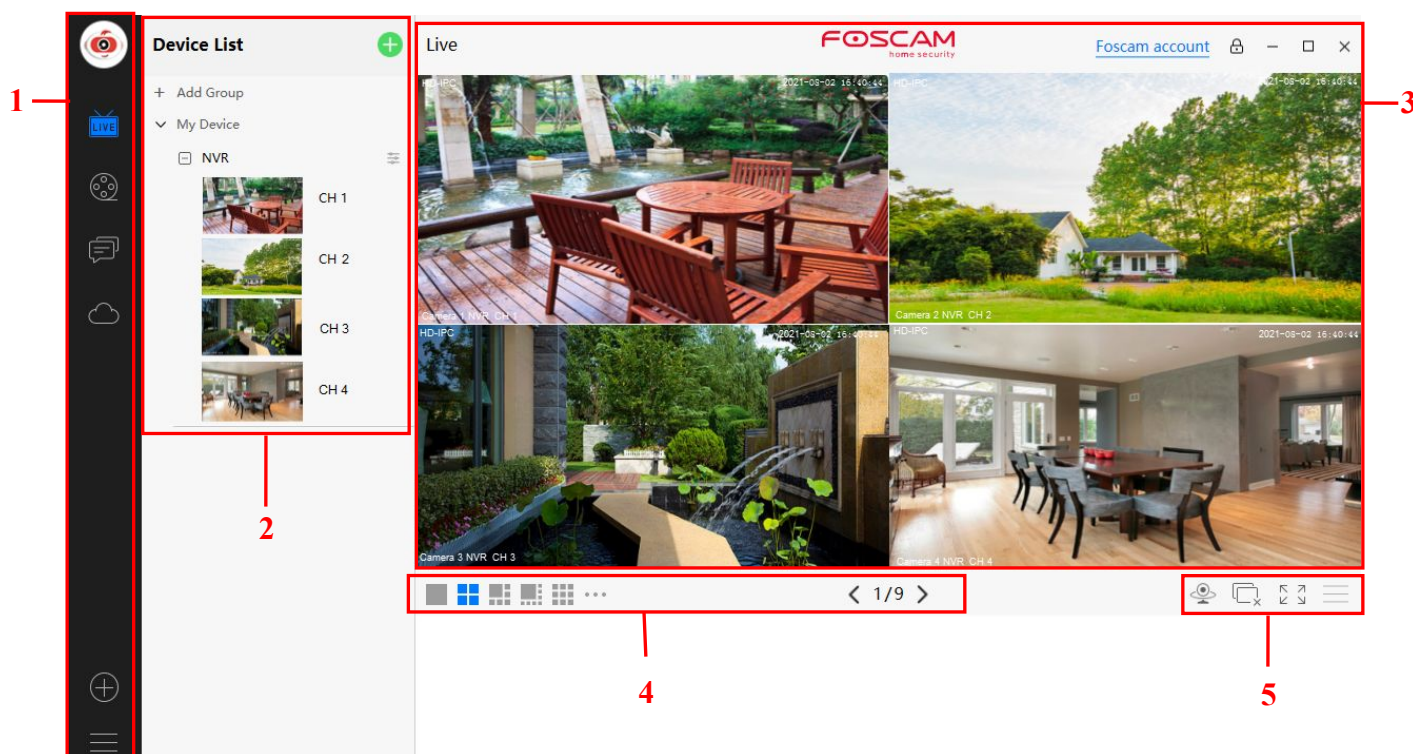 1
LIVE
Device List
+ Add Group
My Device
NVR
CH 1
CH 2
CH 3
CH 4
2
Live
FOSCAM
home security
Foscam account
3
HD-IPC
2021-08-02 16:40:44
Camera 1 NVR CH 1
HD-IPC
2021-08-02 16:40:44
Camera 2 NVR CH 2
HD-IPC
2021-08-02 16:40:44
Camera 3 NVR CH 3
HD-IPC
2021-08-02 16:40:44
Camera 4 NVR CH 4
1/9
4
5